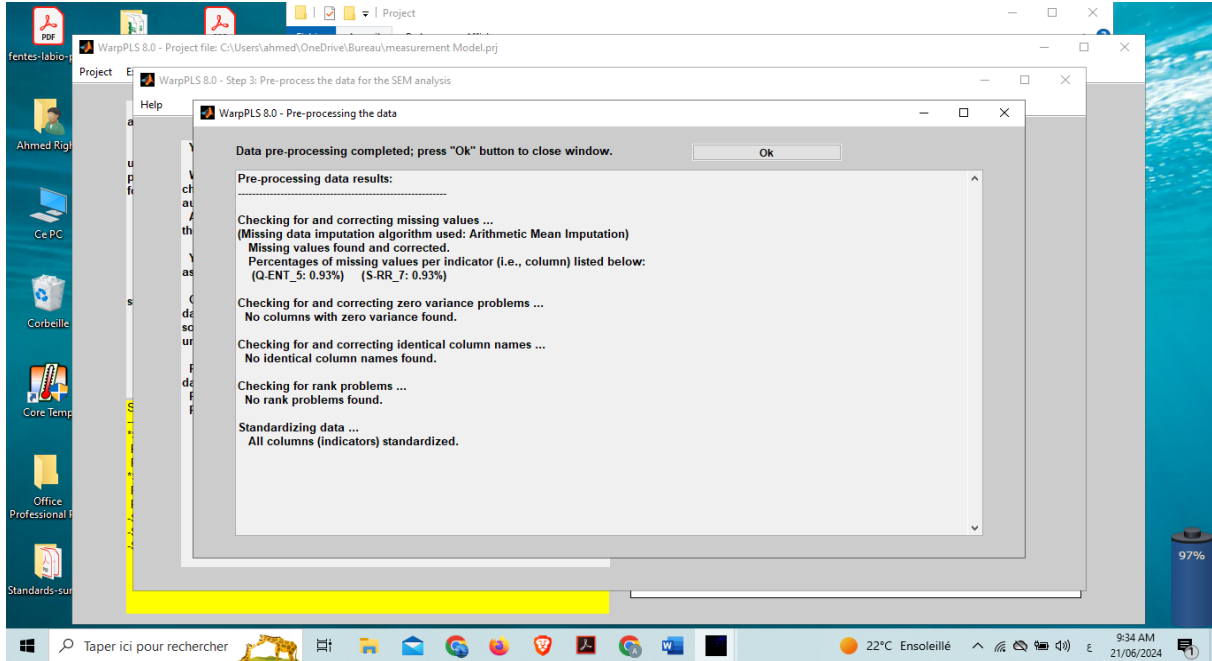 Project
fentes-labio-p
WarpPLS 8.0 - Project file: C:\Users\ahmed\OneDrive\Bureau\measurement Model.prj
Project
WarpPLS 8.0 - Step 3: Pre-process the data for the SEM analysis
Help
WarpPLS 8.0 - Pre-processing the data
Ahmed Righ
Data pre-processing completed; press "Ok" button to close window.
Ok
Pre-processing data results:
Checking for and correcting missing values ...
(Missing data imputation algorithm used: Arithmetic Mean Imputation)
Missing values found and corrected.
Percentages of missing values per indicator (i.e., column) listed below:
(Q-ENT_5: 0.93%) (S-RR_7: 0.93%)
Ce PC
Checking for and correcting zero variance problems ...
No columns with zero variance found.
Corbeille
Checking for and correcting identical column names ...
No identical column names found.
Checking for rank problems ...
No rank problems found.
Core Temp
Standardizing data ...
All columns (indicators) standardized.
Office
Professional P
97%
Standards-sur
Taper ici pour rechercher
22°C Ensoleillé
ع
9:34 AM
21/06/2024
1